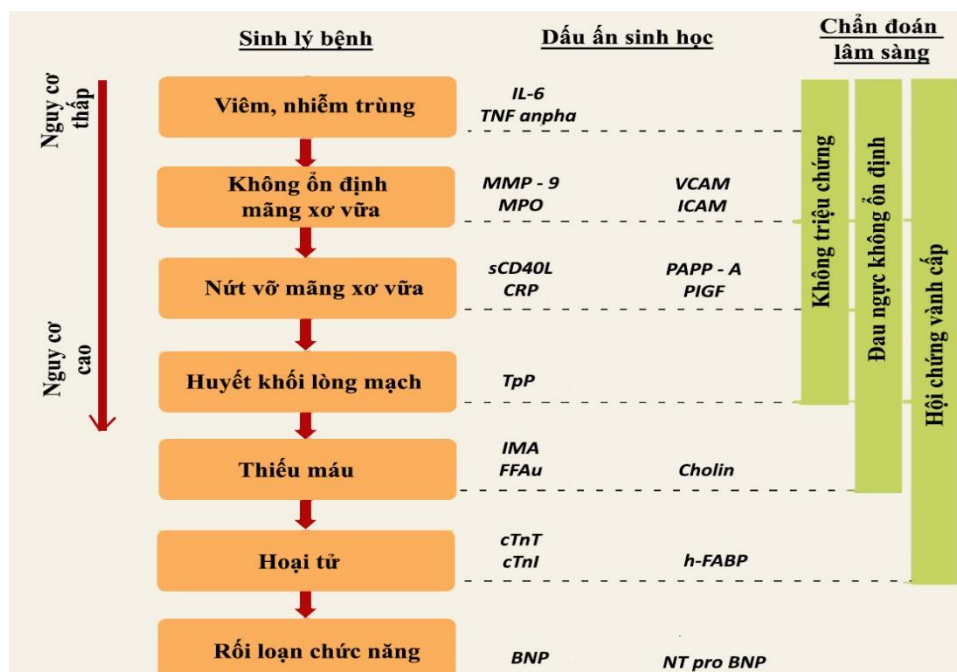 Sinh lý bệnh
Dấu ấn sinh học
Chẩn đoán
lâm sàng
Nguy cơ
thấp
Nguy cơ
cao
Viêm, nhiễm trùng
IL-6
TNF anpha
Không ổn định
mãng xơ vữa
MMP - 9
MPO
VCAM
ICAM
Nứt vỡ mãng xơ vữa
sCD40L
CRP
PAPP - A
PIGF
Huyết khối lòng mạch
TpP
Thiếu máu
IMA
FFAu
Cholin
Hoại tử
cTnT
cTnI
h-FABP
Rối loạn chức năng
BNP
NT pro BNP
Không triệu chứng
Đau ngực không ổn định
Hội chứng vành cấp